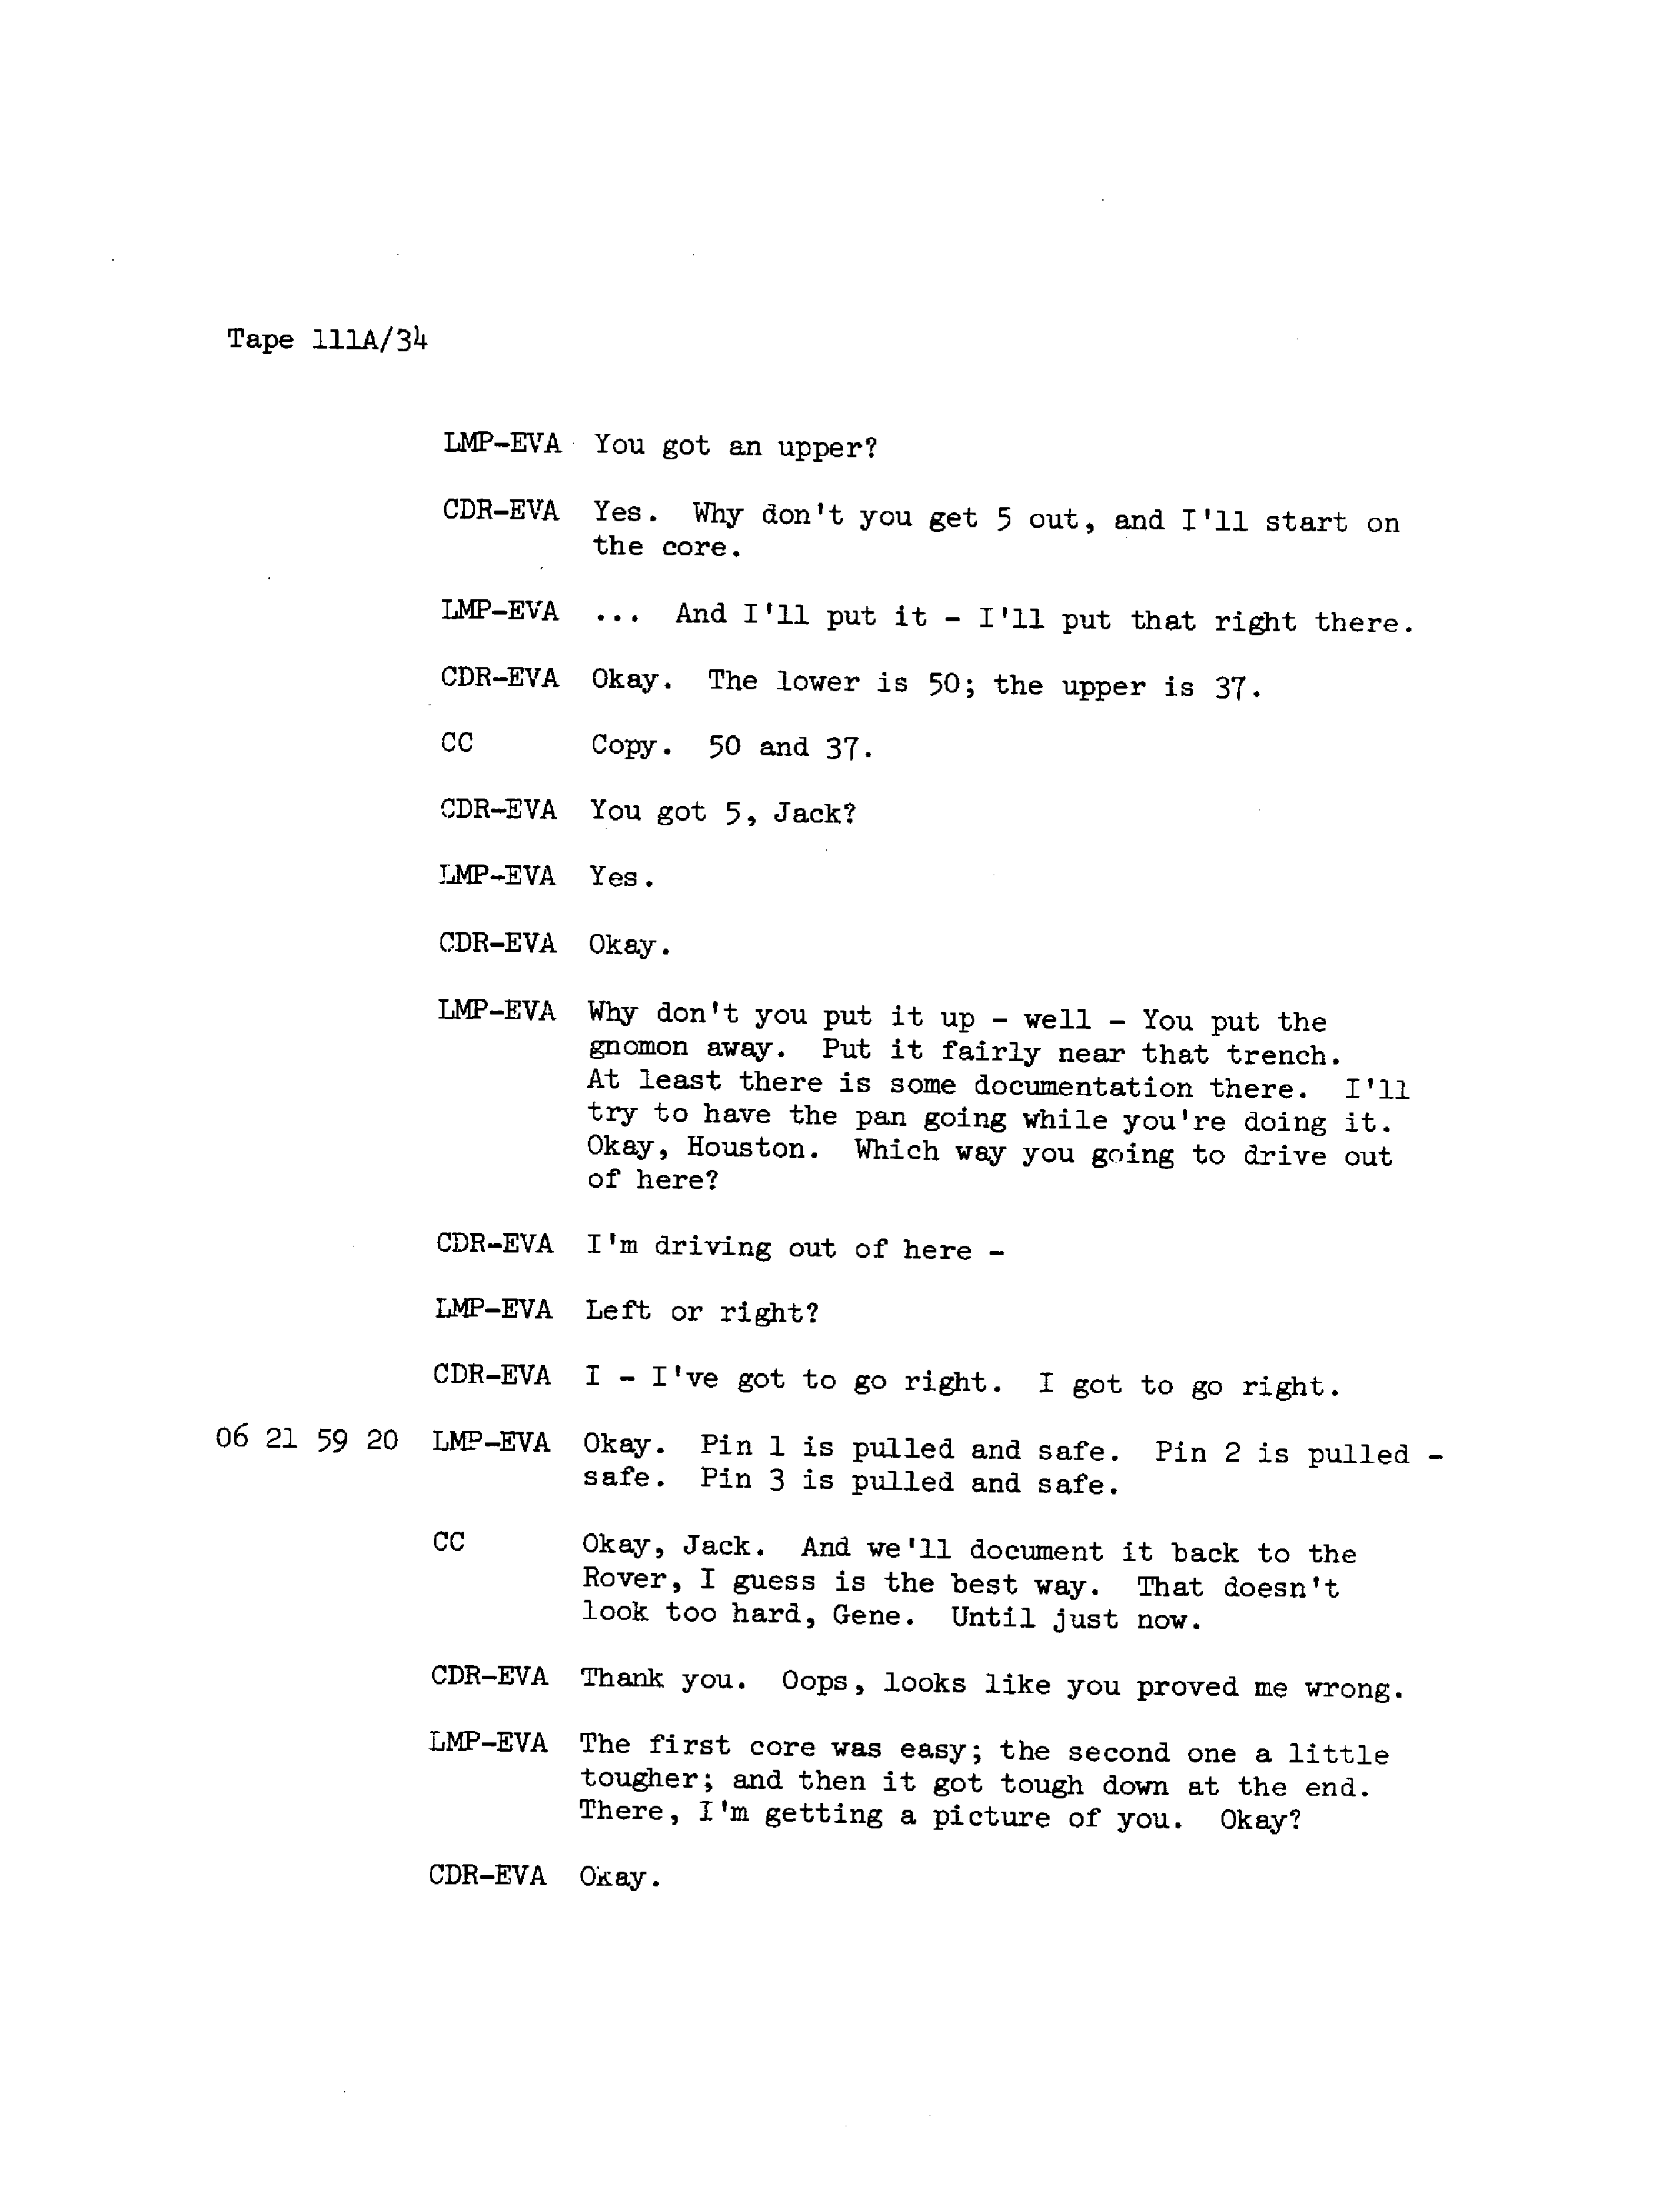 Tape 111A/34
LMP-EVA You got an upper?
CDR-EVA Yes. Why don't you get 5 out, and I'll start on
the core.
LMP-EVA ... And I'll put it - I'll put that right there.
CDR-EVA Okay. The lower is 50; the upper is 37.
CC Copy. 50 and 37.
CDR-EVA You got 5, Jack?
LMP-EVA Yes.
CDR-EVA Okay.
LMP-EVA Why don't you put it up - well - You put the
gnomon away. Put it fairly near that trench.
At least there is some documentation there. I'll
try to have the pan going while you're doing it.
Okay, Houston. Which way you going to drive out
of here?
CDR-EVA I'm driving out of here -
LMP-EVA Left or right?
CDR-EVA I - I've got to go right. I got to go right.
06 21 59 20 LMP-EVA Okay. Pin 1 is pulled and safe. Pin 2 is pulled -
safe. Pin 3 is pulled and safe.
CC Okay, Jack. And we'll document it back to the
Rover, I guess is the best way. That doesn't
look too hard, Gene. Until just now.
CDR-EVA Thank you. Oops, looks like you proved me wrong.
LMP-EVA The first core was easy; the second one a little
tougher; and then it got tough down at the end.
There, I'm getting a picture of you. Okay?
CDR-EVA Okay.